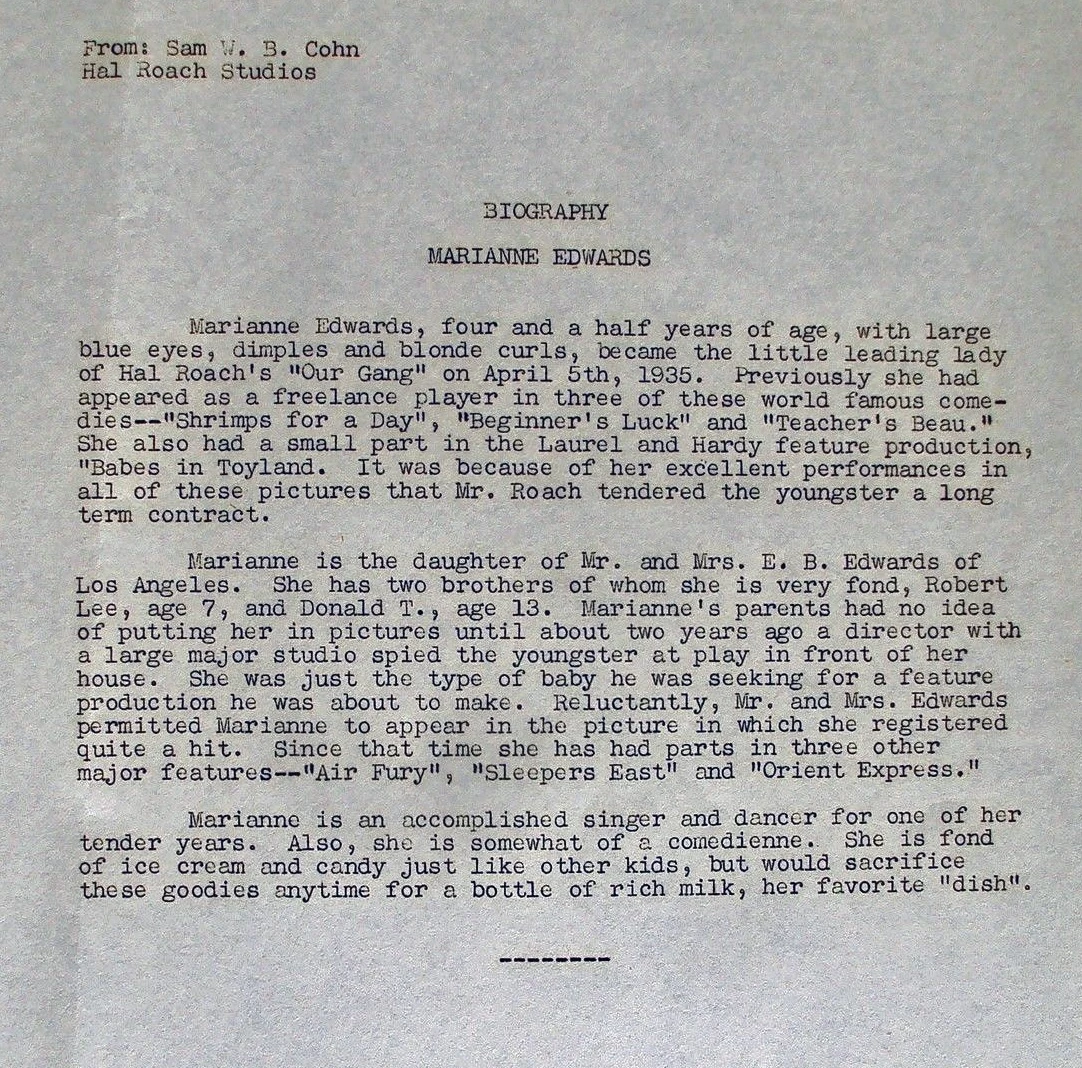 From: Sam W. B. Cohn
Hal Roach Studios
BIOGRAPHY
MARIANNE EDWARDS
Marianne Edwards, four and a half years of age, with large
blue eyes, dimples and blonde curls, became the little leading lady
of Hal Roach's "Our Gang" on April 5th, 1935. Previously she had
appeared as a freelance player in three of these world famous come-
dies--"Shrimps for a Day", "Beginner's Luck" and "Teacher's Beau."
She also had a small part in the Laurel and Hardy feature production,
"Babes in Toyland. It was because of her excellent performances in
all of these pictures that Mr. Roach tendered the youngster a long
term contract.
Marianne is the daughter of Mr. and Mrs. E. B. Edwards of
Los Angeles. She has two brothers of whom she is very fond, Robert
Lee, age 7, and Donald T., age 13. Marianne's parents had no idea
of putting her in pictures until about two years ago a director with
a large major studio spied the youngster at play in front of her
house. She was just the type of baby he was seeking for a feature
production he was about to make. Reluctantly, Mr. and Mrs. Edwards
permitted Marianne to appear in the picture in which she registered
quite a hit. Since that time she has had parts in three other
major features--"Air Fury", "Sleepers East" and "Orient Express."
Marianne is an accomplished singer and dancer for one of her
tender years. Also, she is somewhat of a comedienne. She is fond
of ice cream and candy just like other kids, but would sacrifice
these goodies anytime for a bottle of rich milk, her favorite "dish".
--------